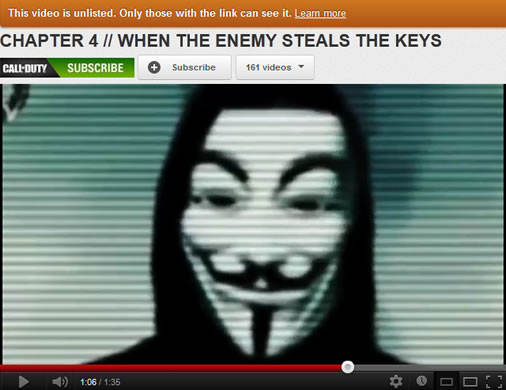 This video is unlisted. Only those with the link can see it. Learn more
CHAPTER 4 // WHEN THE ENEMY STEALS THE KEYS
CALL OF DUTY SUBSCRIBE Subscribe 161 videos
1:06 / 1:35